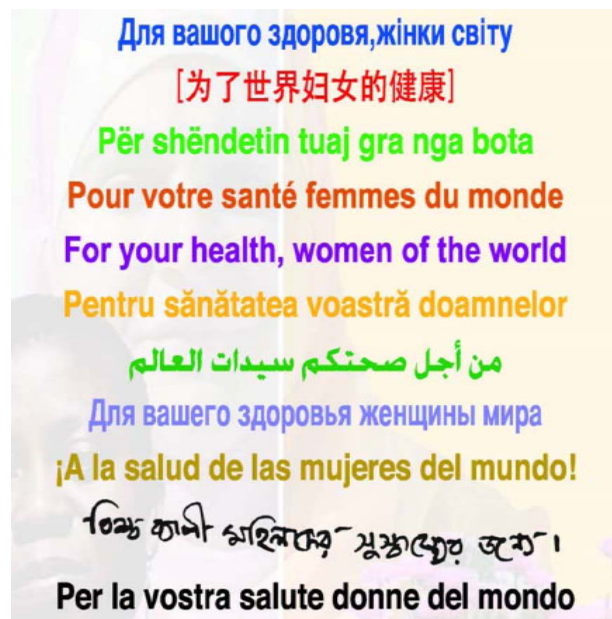 Для вашого здоровя,жінки світу
[为了世界妇女的健康]
Për shëndetin tuaj gra nga bota
Pour votre santé femmes du monde
For your health, women of the world
Pentru sănătatea voastră doamnelor
من أجل صحتكم سيدات العالم
Для вашего здоровья женщины мира
¡A la salud de las mujeres del mundo!
মহিলাদের জন্য।
Per la vostra salute donne del mondo